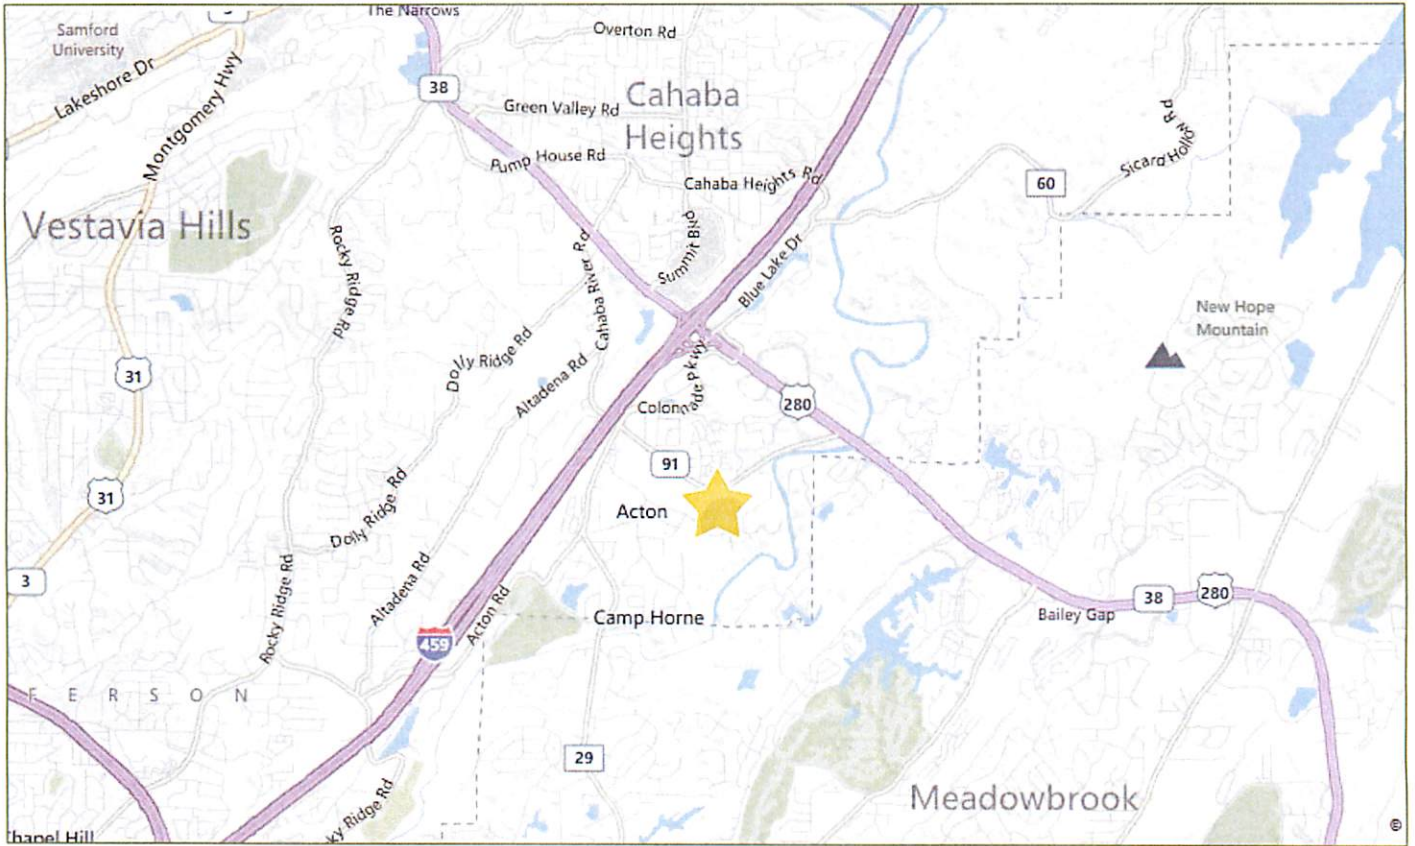 The Narrows
Samford
University
Overton Rd
Lakeshore Dr
Montgomery Hwy
38
Cahaba
Heights
Green Valley Rd
Pump House Rd
Cahaba Heights Rd
Sicard Hollow Rd
60
Vestavia Hills
Rocky Ridge Rd
Cahaba River Rd
Summit Blvd
Blue Lake Dr
New Hope
Mountain
31
Dolly Ridge Rd
Altadena Rd
Colonnade Pkwy
280
91
31
Acton
Dolly Ridge Rd
3
Rocky Ridge Rd
Altadena Rd
Acton Rd
Camp Horne
459
38
280
Bailey Gap
F E R S O N
29
Meadowbrook
ky Ridge Rd
hapel Hill
©